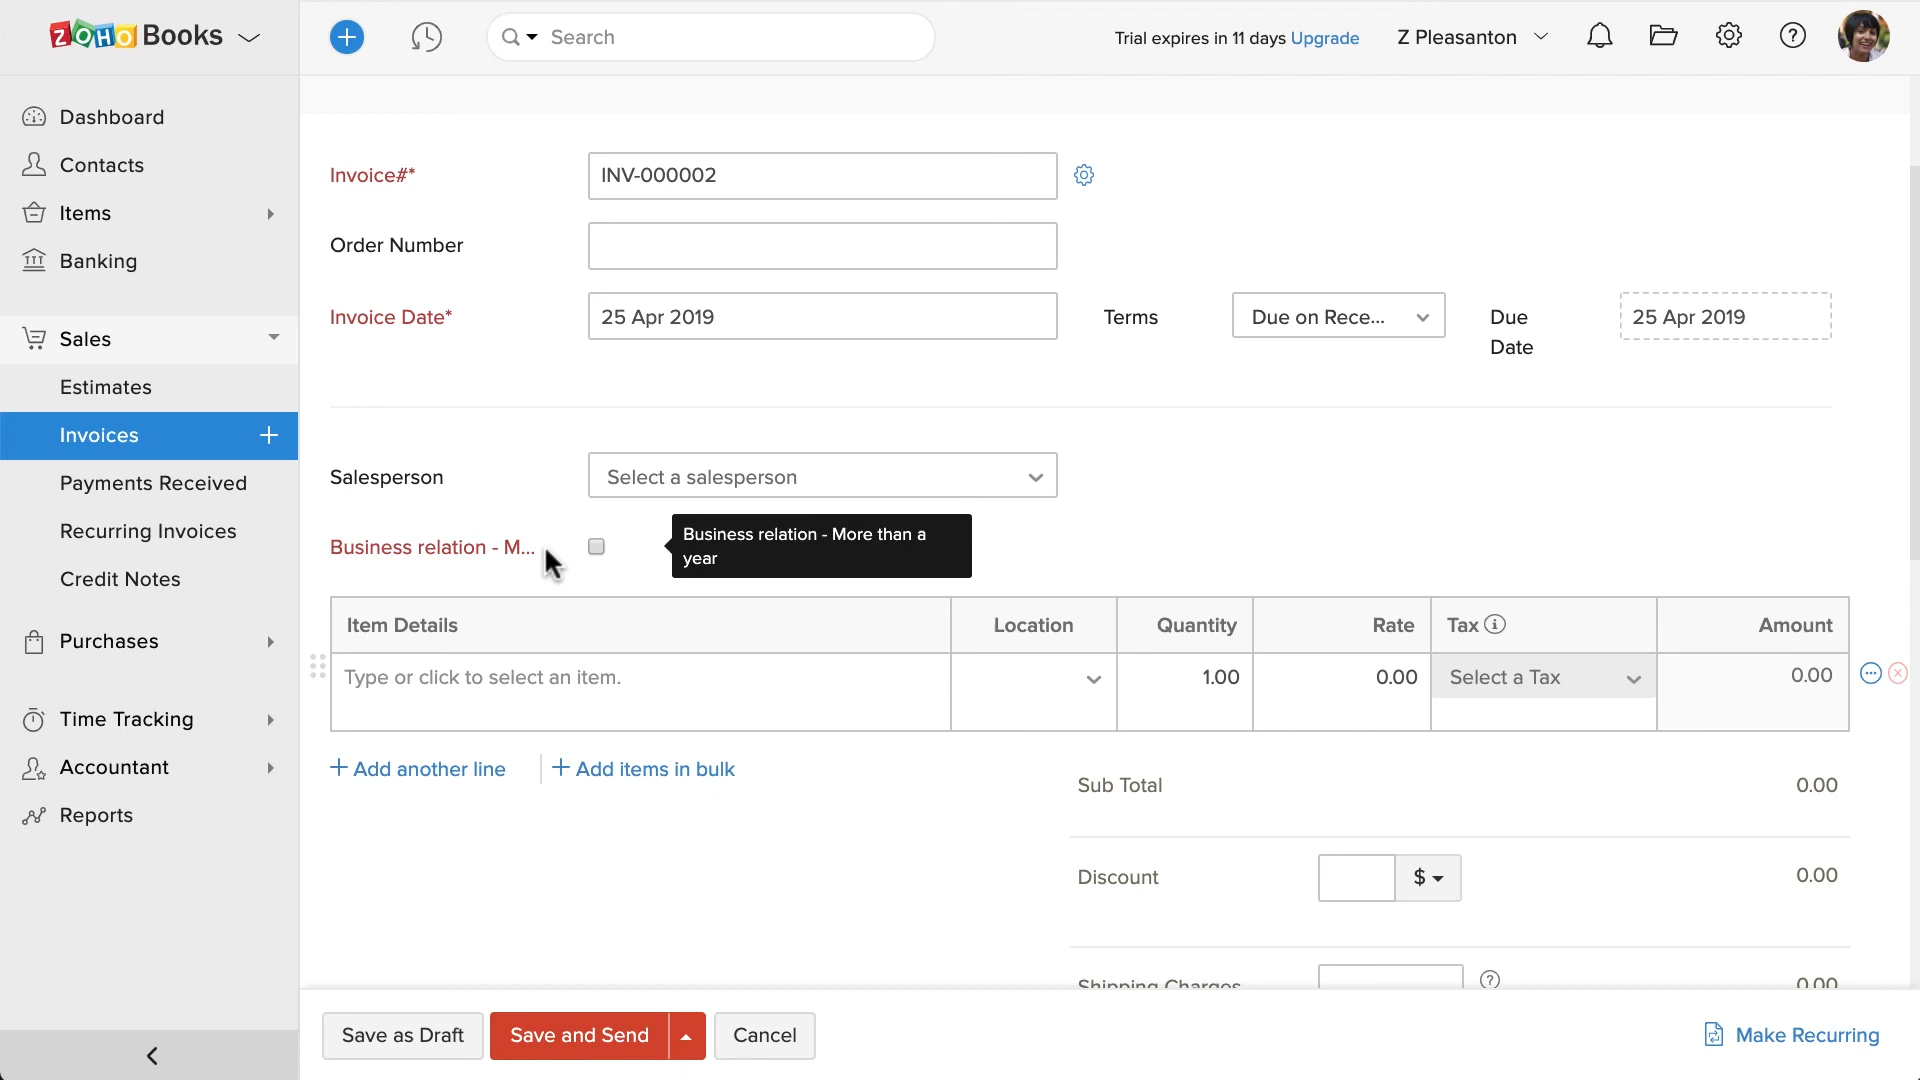 ZOHO Books
Search
Trial expires in 11 days Upgrade
Z Pleasanton
Dashboard
Contacts
Items
Banking
Sales
Estimates
Invoices
Payments Received
Recurring Invoices
Credit Notes
Purchases
Time Tracking
Accountant
Reports
Invoice#*
INV-000002
Order Number
Invoice Date*
25 Apr 2019
Terms
Due on Rece...
Due
Date
25 Apr 2019
Salesperson
Select a salesperson
Business relation - M...
Business relation - More than a
year
Item Details
Location
Quantity
Rate
Tax
Amount
Type or click to select an item.
1.00
0.00
Select a Tax
0.00
+ Add another line
+ Add items in bulk
Sub Total
0.00
Discount
$
0.00
Shipping Charges
0.00
Save as Draft
Save and Send
Cancel
Make Recurring